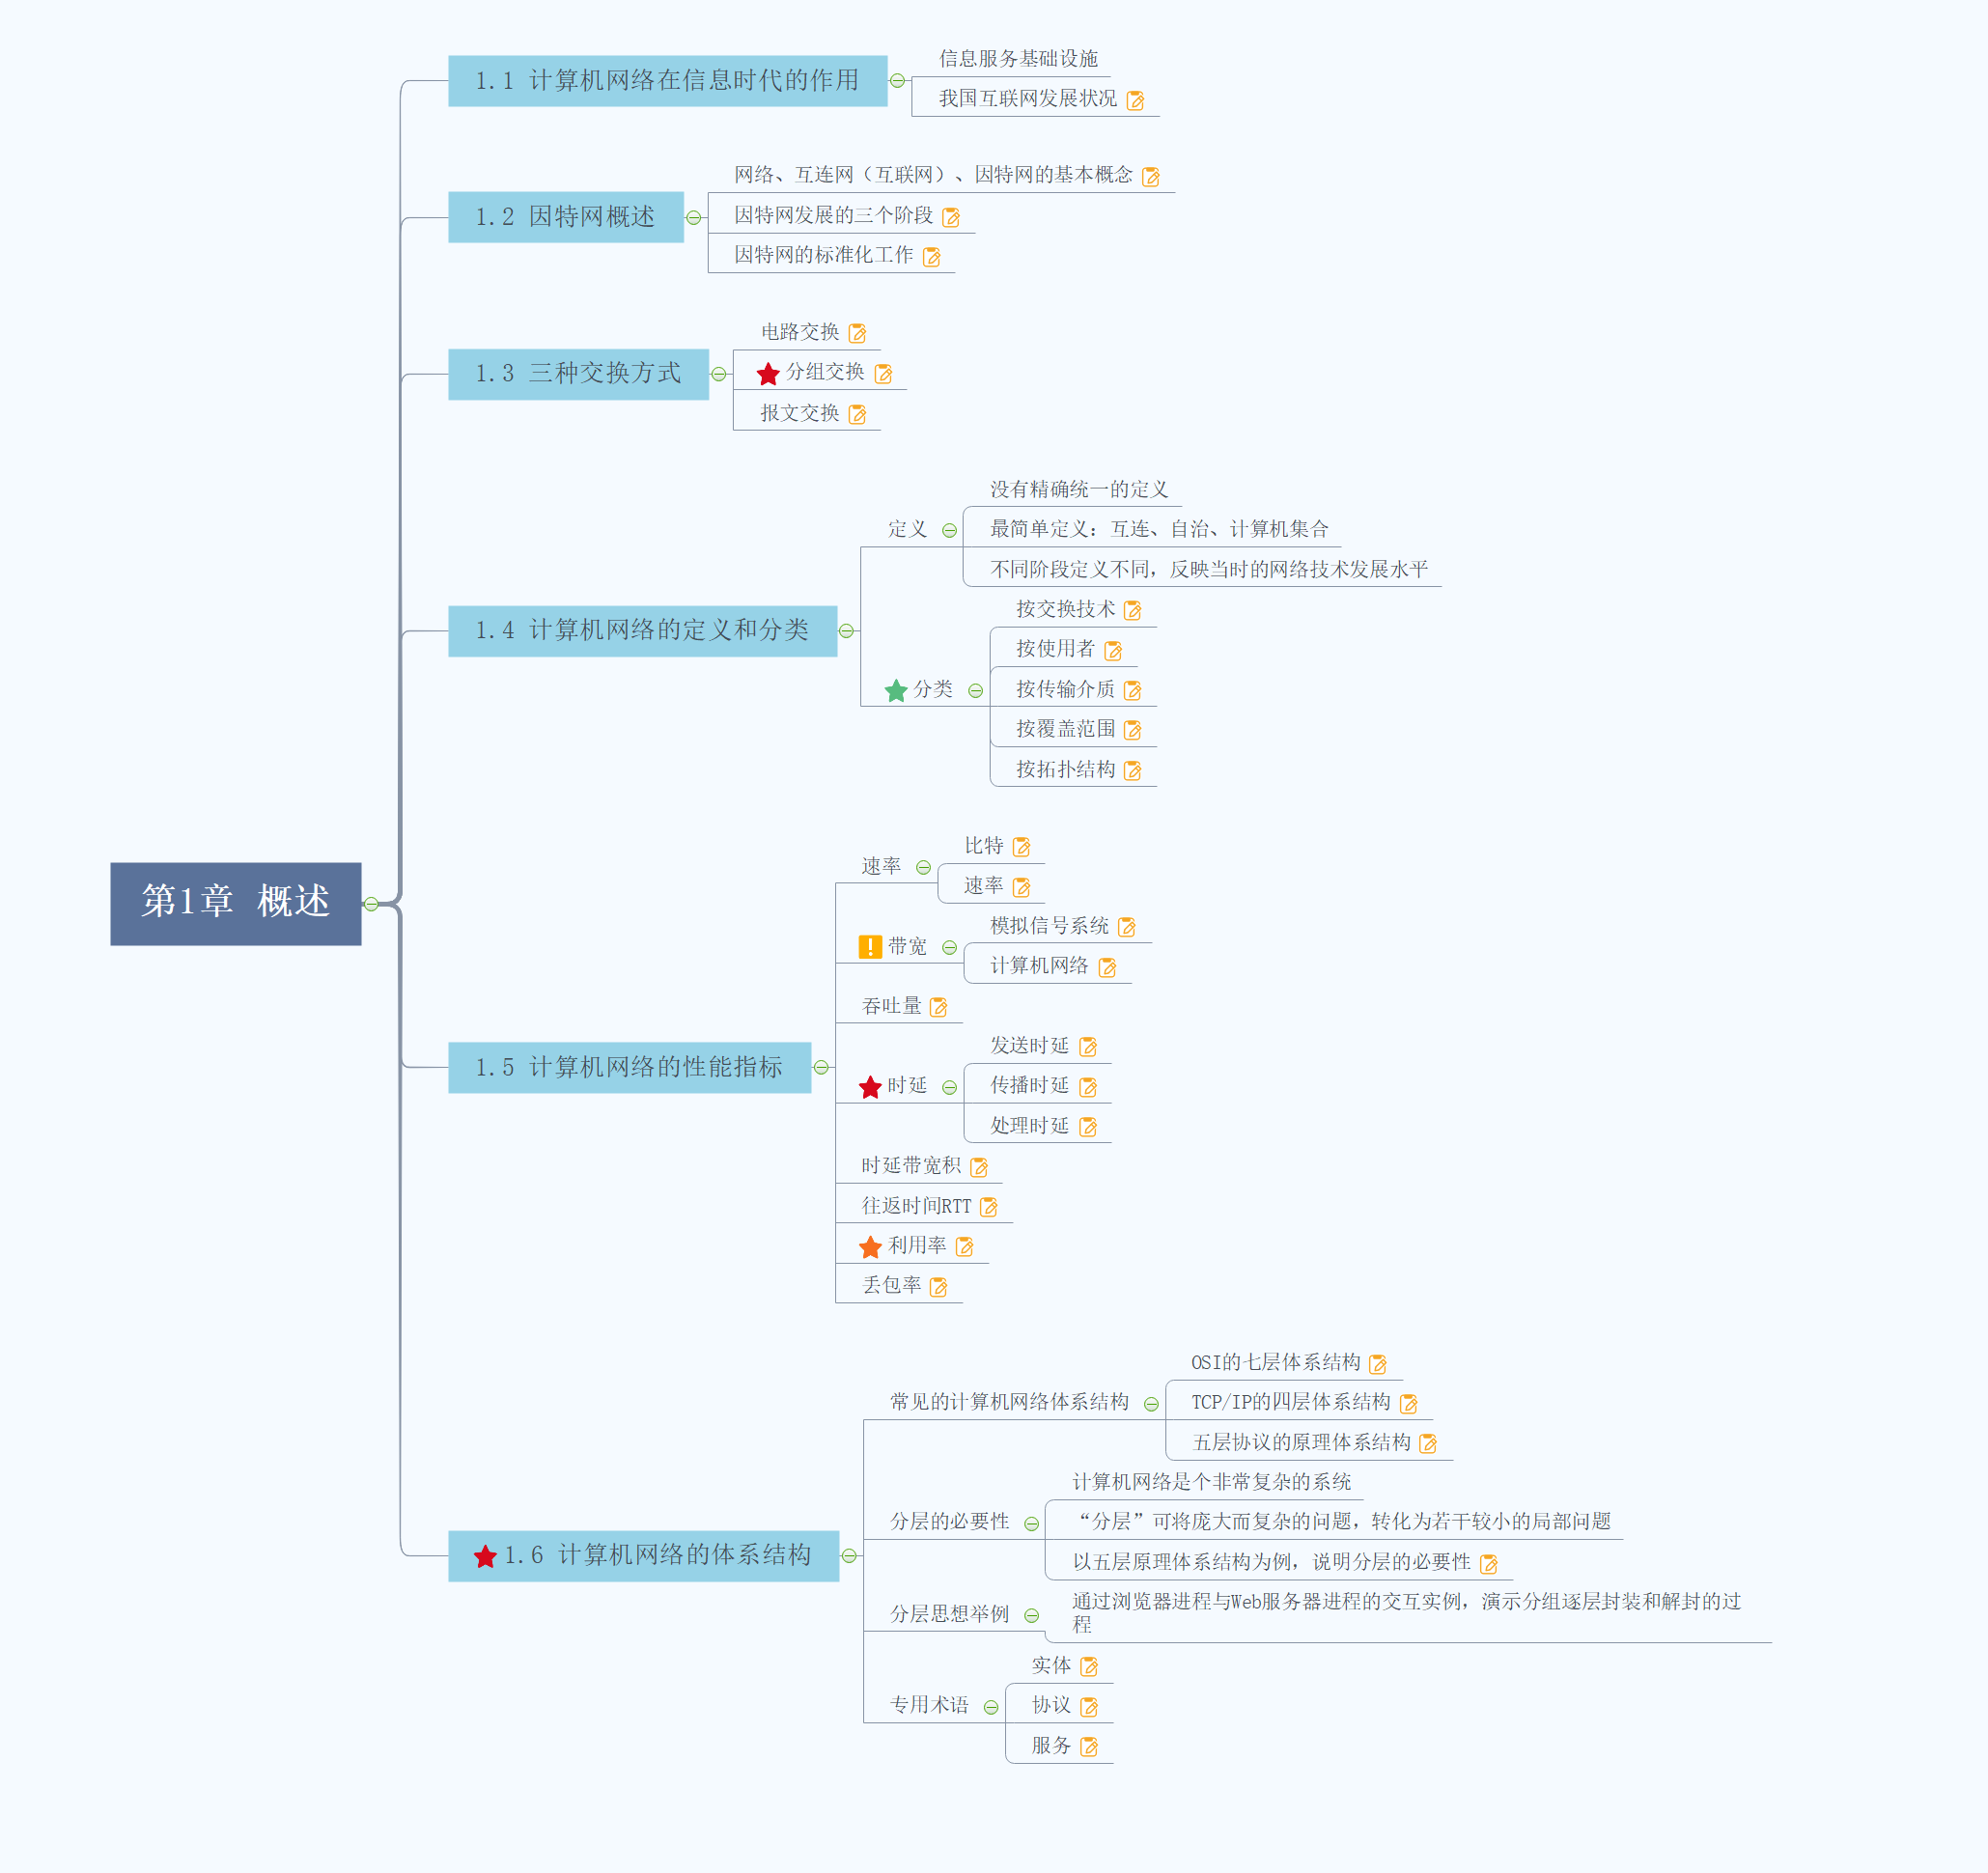 第1章 概述
1.1 计算机网络在信息时代的作用
信息服务基础设施
我国互联网发展状况
1.2 因特网概述
网络、互连网（互联网）、因特网的基本概念
因特网发展的三个阶段
因特网的标准化工作
1.3 三种交换方式
电路交换
分组交换
报文交换
1.4 计算机网络的定义和分类
定义
没有精确统一的定义
最简单定义：互连、自治、计算机集合
不同阶段定义不同，反映当时的网络技术发展水平
分类
按交换技术
按使用者
按传输介质
按覆盖范围
按拓扑结构
1.5 计算机网络的性能指标
速率
比特
速率
带宽
模拟信号系统
计算机网络
吞吐量
时延
发送时延
传播时延
处理时延
时延带宽积
往返时间RTT
利用率
丢包率
1.6 计算机网络的体系结构
常见的计算机网络体系结构
OSI的七层体系结构
TCP/IP的四层体系结构
五层协议的原理体系结构
分层的必要性
计算机网络是个非常复杂的系统
“分层”可将庞大而复杂的问题，转化为若干较小的局部问题
以五层原理体系结构为例，说明分层的必要性
分层思想举例
通过浏览器进程与Web服务器进程的交互实例，演示分组逐层封装和解封的过
程
专用术语
实体
协议
服务